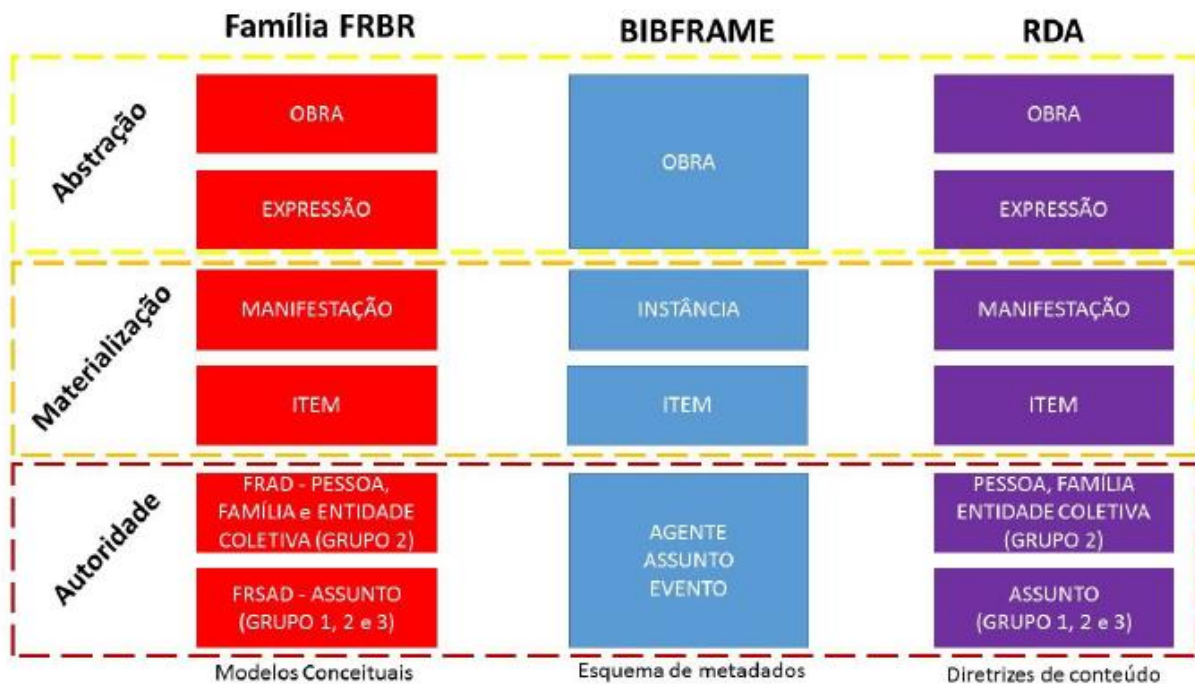 Família FRBR
BIBFRAME
RDA
Abstração
OBRA
OBRA
OBRA
EXPRESSÃO
EXPRESSÃO
Materialização
MANIFESTAÇÃO
INSTÂNCIA
MANIFESTAÇÃO
ITEM
ITEM
ITEM
Autoridade
FRAD - PESSOA,
FAMÍLIA e ENTIDADE
COLETIVA (GRUPO 2)
AGENTE
ASSUNTO
EVENTO
PESSOA, FAMÍLIA
ENTIDADE COLETIVA
(GRUPO 2)
FRSAD - ASSUNTO
(GRUPO 1, 2 e 3)
ASSUNTO
(GRUPO 1, 2 e 3)
Modelos Conceituais
Esquema de metadados
Diretrizes de conteúdo